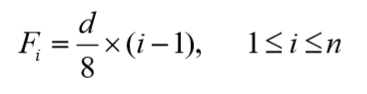 F_i = d/8 × (i − 1),   1 ≤ i ≤ n